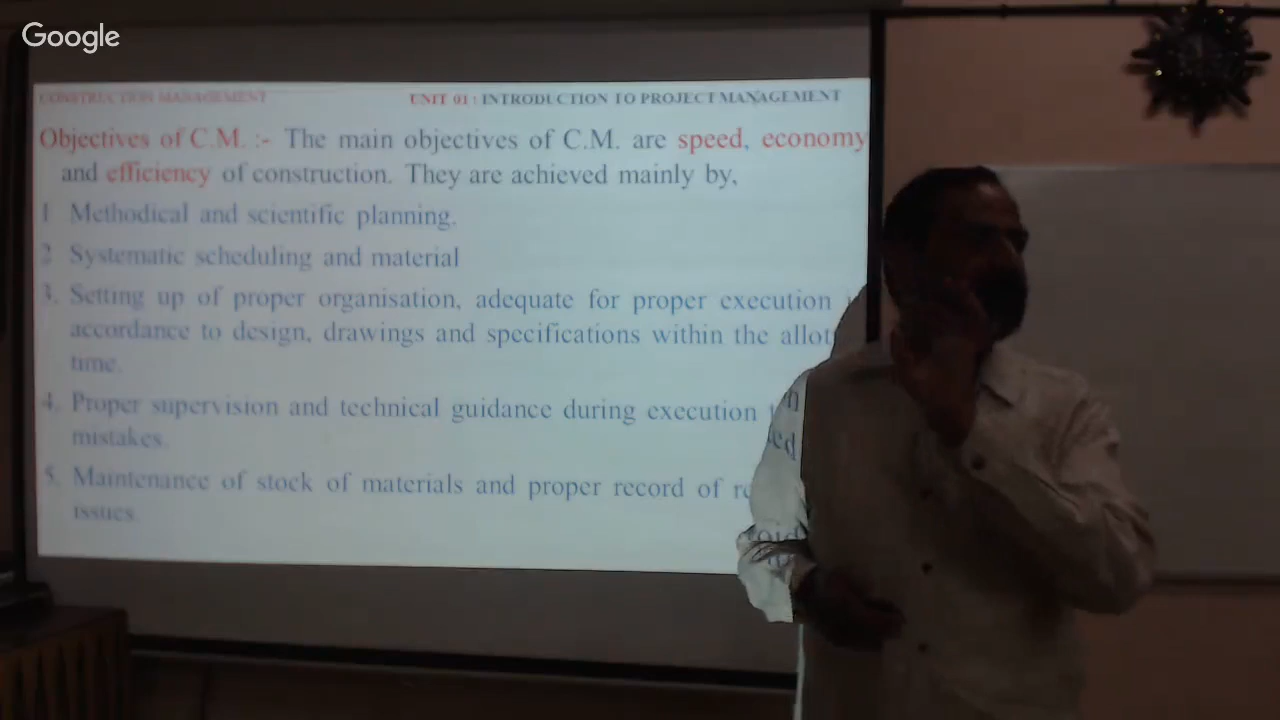 Google
CONSTRUCTION MANAGEMENT
UNIT 01 : INTRODUCTION TO PROJECT MANAGEMENT
Objectives of C.M. :- The main objectives of C.M. are speed, economy
and efficiency of construction. They are achieved mainly by,
1 Methodical and scientific planning.
2 Systematic scheduling and material
3. Setting up of proper organisation, adequate for proper execution
accordance to design, drawings and specifications within the allot
time.
4. Proper supervision and technical guidance during execution
mistakes.
5. Maintenance of stock of materials and proper record of
issues